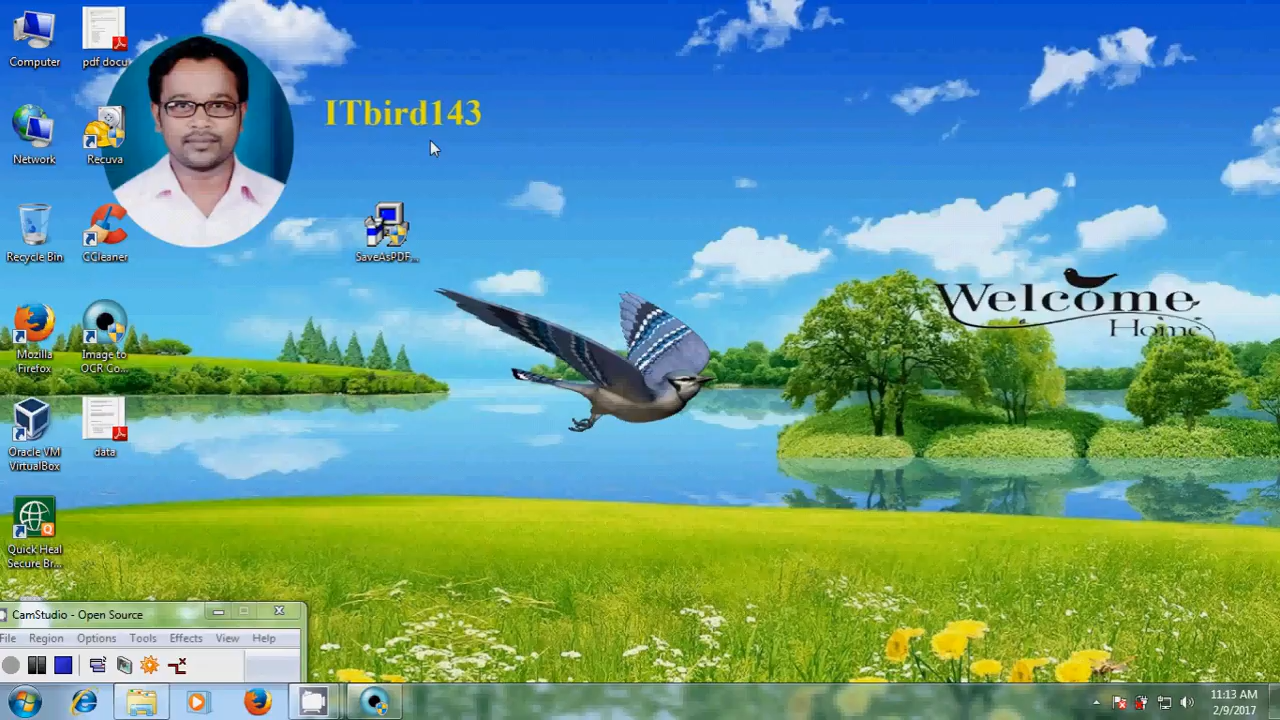 Computer
pdf docu
ITbird143
Network
Recuva
Recycle Bin
CCleaner
SaveAsPDF...
Welcome
Home
Mozilla
Firefox
Image to
OCR Co...
Oracle VM
VirtualBox
data
Quick Heal
Secure Br...
CamStudio - Open Source
File Region Options Tools Effects View Help
11:13 AM
2/9/2017